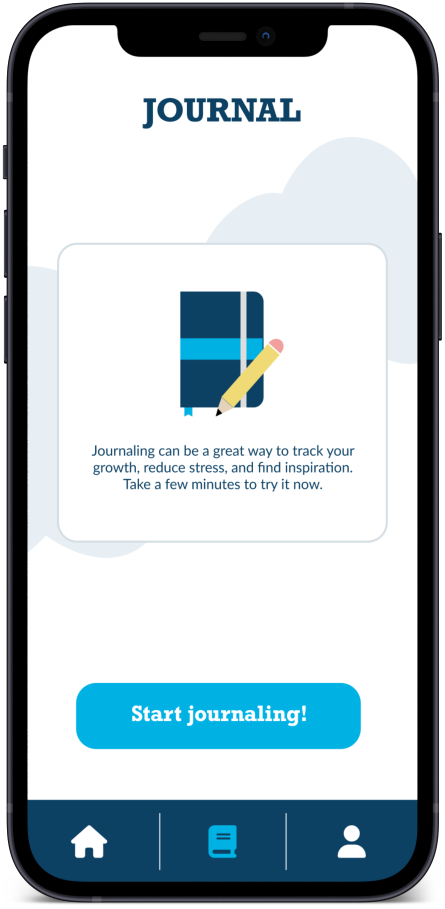 JOURNAL
Journaling can be a great way to track your
growth, reduce stress, and find inspiration.
Take a few minutes to try it now.
Start journaling!